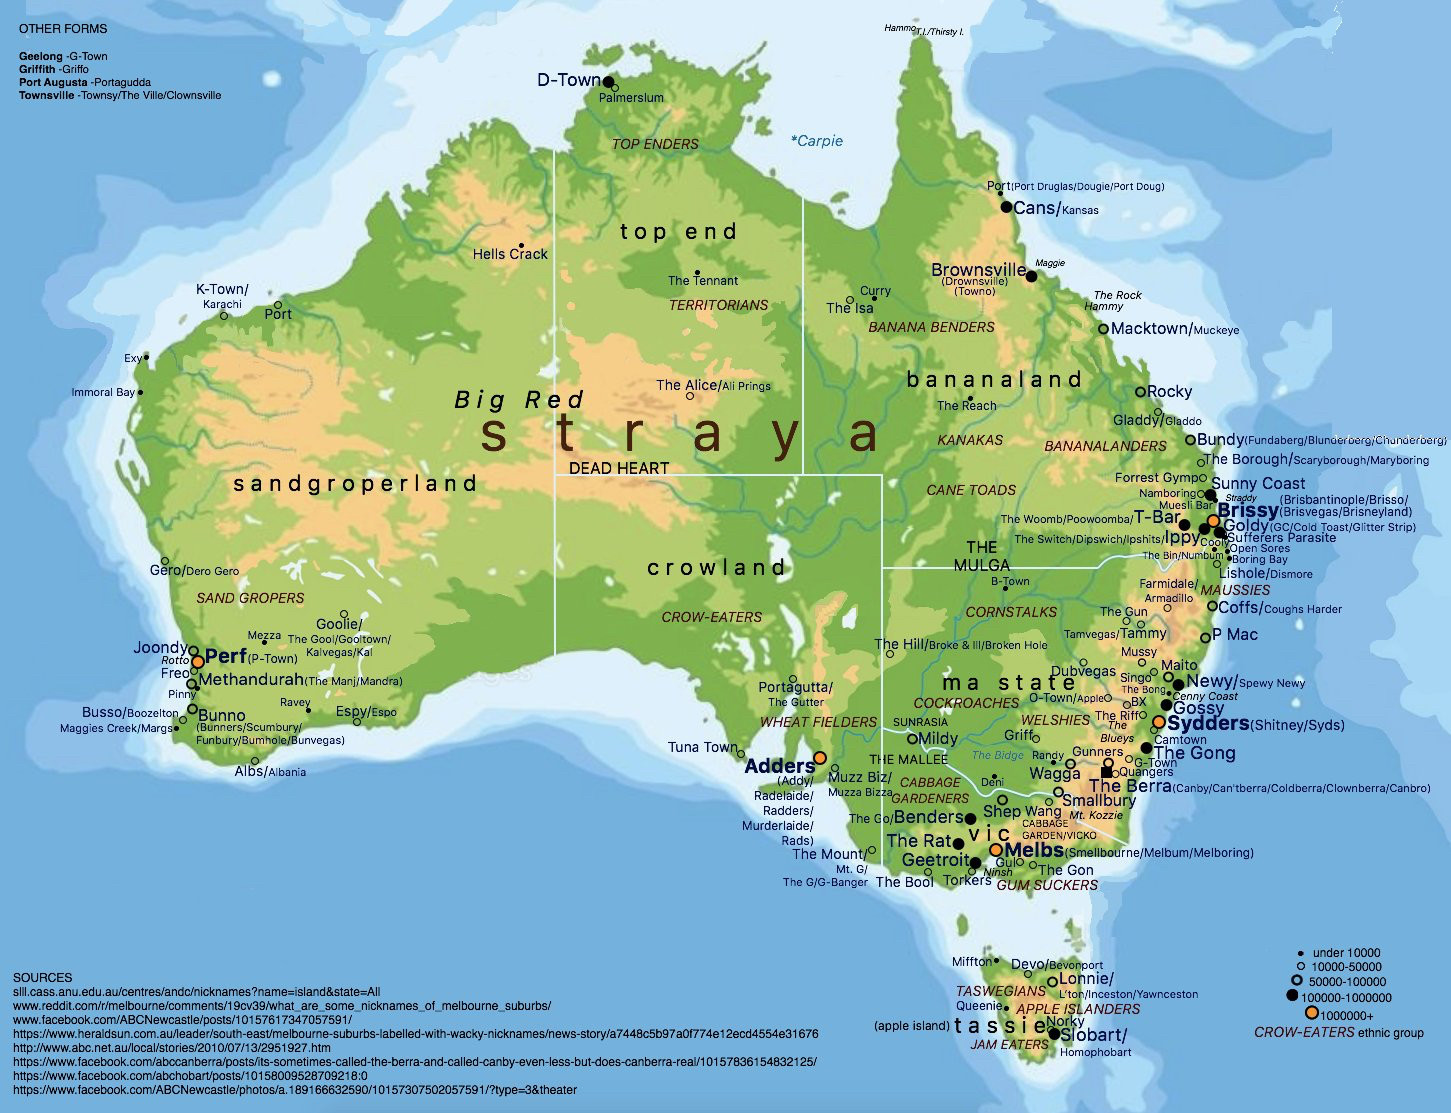 OTHER FORMS
Geelong -G-Town
Griffith -Griffo
Port Augusta -Portagudda
Townsville -Townsy/The Ville/Clownsville
Hammo
T.I./Thirsty I.
D-Town
Palmerslum
TOP ENDERS
*Carpie
Port(Port Druglas/Dougie/Port Doug)
Cans/Kansas
top end
Hells Crack
The Tennant
TERRITORIANS
Brownsville
(Drownsville)
(Towno)
Maggie
K-Town/
Karachi
Port
Curry
The Isa
BANANA BENDERS
The Rock
Hammy
Macktown/Muckeye
Exy
Immoral Bay
Big Red
The Alice/Ali Prings
bananaland
The Reach
Rocky
Gladdy/Gladdo
straya
KANAKAS
BANANALANDERS
Bundy(Fundaberg/Blunderberg/Chunderberg)
The Borough/Scaryborough/Maryboring
DEAD HEART
sandgroperland
CANE TOADS
Forrest Gymp
Sunny Coast
Namboring
Straddy
Muesli Bar
(Brisbantinople/Brisso/
Brissy(Brisvegas/Brisneyland)
The Woomb/Poowoomba/T-Bar
Goldy(GC/Cold Toast/Glitter Strip)
The Switch/Dipswich/Ipshits/Ippy
Cooly
Sufferers Parasite
Open Sores
The Bin/Numbum
Boring Bay
THE
MULGA
B-Town
Lishole/Dismore
MAUSSIES
Gero/Dero Gero
crowland
SAND GROPERS
CROW-EATERS
CORNSTALKS
Farmidale/
Armadillo
The Gun
Tamvegas/Tammy
Coffs/Coughs Harder
P Mac
Goolie/
The Gool/Gooltown/
Kalvegas/Kal
Mezza
Joondy
Rotto
Perf(P-Town)
Freo
Methandurah(The Manj/Mandra)
Pinny
Busso/Boozelton
Bunno
(Bunners/Scumbury/
Funbury/Bumhole/Bunvegas)
Maggies Creek/Margs
Ravey
Espy/Espo
Albs/Albania
The Hill/Broke & Ill/Broken Hole
Mussy
Dubvegas
Maito
Singo
ma state
Newy/Spewy Newy
The Bong
Cenny Coast
O-Town/Apple
BX
Gossy
COCKROACHES
WELSHIES
The Riff
Sydders(Shitney/Syds)
The
Blueys
Camtown
The Gong
Portagutta/
The Gutter
WHEAT FIELDERS
SUNRASIA
Mildy
Griff
The Bidge
Randy
Gunners
G-Town
Quangers
Wagga
The Berra(Canby/Can'tberra/Coldberra/Clownberra/Canbro)
Tuna Town
Adders
(Addy/
Radelaide/
Radders/
Murderlaide/
Rads)
Muzz Biz/
Muzza Bizza
THE MALLEE
CABBAGE
GARDENERS
Deni
Smallbury
Shep
Wang
Mt. Kozzie
CABBAGE
GARDEN/VICKO
The Go/Benders
vic
The Rat
Melbs(Smellbourne/Melbum/Melboring)
Geetroit
Gul
Ninsh
The Gon
GUM SUCKERS
The Mount/
Mt. G/
The G/G-Banger
The Bool
Torkers
Miffton
Devo/Bevonport
Lonnie/
L'ton/Inceston/Yawnceston
TASWEGIANS
Queenie
APPLE ISLANDERS
(apple island) tassie
Norky
Slobart/
Homophobart
JAM EATERS
under 10000
10000-50000
50000-100000
100000-1000000
1000000+
CROW-EATERS ethnic group
SOURCES
slll.cass.anu.edu.au/centres/andc/nicknames?name=island&state=All
www.reddit.com/r/melbourne/comments/19cv39/what_are_some_nicknames_of_melbourne_suburbs/
www.facebook.com/ABCNewcastle/posts/10157617347057591/
https://www.heraldsun.com.au/leader/south-east/melbourne-suburbs-labelled-with-wacky-nicknames/news-story/a7448c5b97a0f774e12ecd4554e31676
http://www.abc.net.au/local/stories/2010/07/13/2951927.htm
https://www.facebook.com/abccanberra/posts/its-sometimes-called-the-berra-and-called-canby-even-less-but-does-canberra-real/10157836154832125/
https://www.facebook.com/abchobart/posts/10158009528709218:0
https://www.facebook.com/ABCNewcastle/photos/a.189166632590/10157307502057591/?type=3&theater